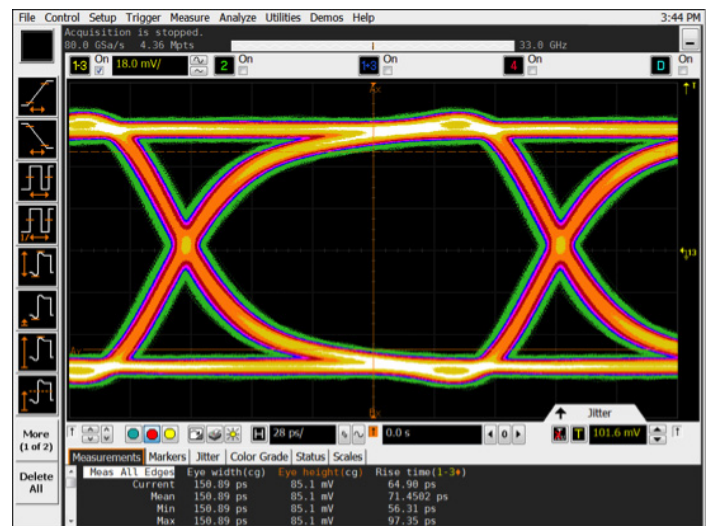 File Control Setup Trigger Measure Analyze Utilities Demos Help 3:44 PM
Acquisition is stopped.
80.0 GSa/s 4.36 Mpts 33.0 GHz
1-3 On 18.0 mV/ 2 On 1-3 On 4 On D On
Ax
T
13
Ay
Bx
Jitter
More
(1 of 2)
Delete
All
H 28 ps/ 0.0 s 0 T 101.6 mV
Measurements Markers Jitter Color Grade Status Scales
Meas All Edges Eye width(cg) Eye height(cg) Rise time(1-3)
Current 150.89 ps 85.1 mV 64.90 ps
Mean 150.89 ps 85.1 mV 71.4502 ps
Min 150.89 ps 85.1 mV 56.31 ps
Max 150.89 ps 85.1 mV 97.35 ps